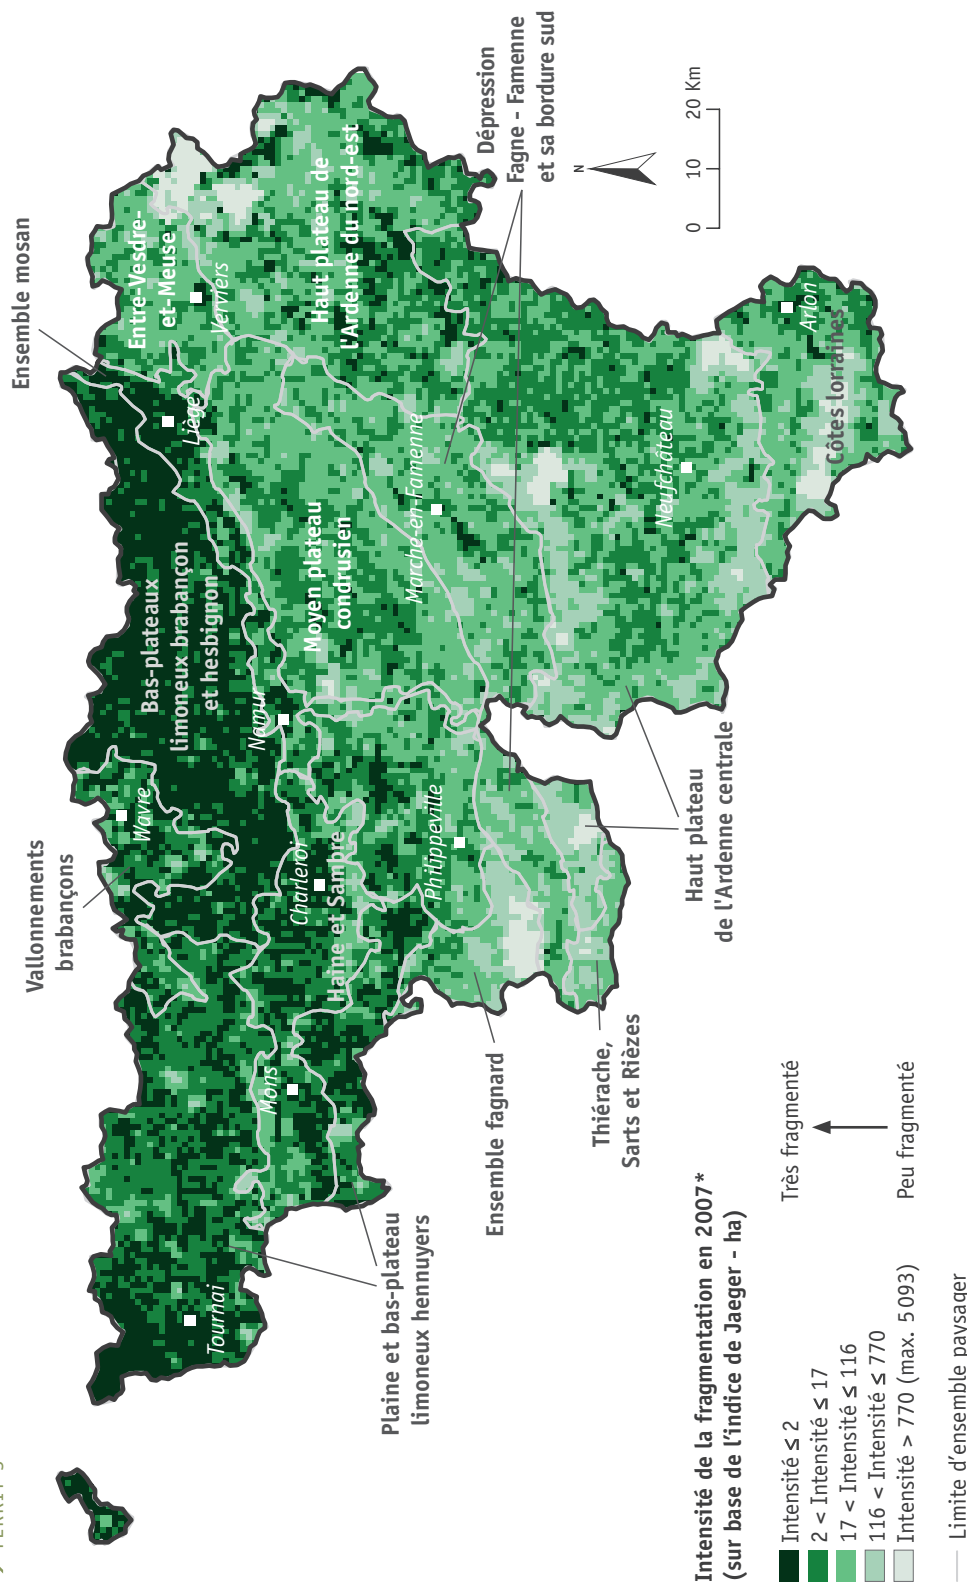 Ensemble mosan
Vallonnements
brabançons
Entre-Vesdre-
et-Meuse
Verviers
Liège
Bas-plateaux
limoneux brabançon
et hesbignon
Wavre
Namur
Haut plateau de
l'Ardenne du nord-est
Moyen plateau
condrusien
Charleroi
Haine et Sambre
Mons
Tournai
Marche-en-Famenne
Philippeville
Dépression
Fagne - Famenne
et sa bordure sud
Plaine et bas-plateau
limoneux hennuyers
Ensemble fagnard
Thiérache,
Sarts et Rièzes
Neufchâteau
Haut plateau
de l'Ardenne centrale
Arlon
Côtes lorraines
N
0 10 20 Km
Intensité de la fragmentation en 2007*
(sur base de l'indice de Jaeger - ha)
Intensité ≤ 2
2 < Intensité ≤ 17
17 < Intensité ≤ 116
116 < Intensité ≤ 770
Intensité > 770 (max. 5 093)
Très fragmenté
Peu fragmenté
Limite d'ensemble paysager